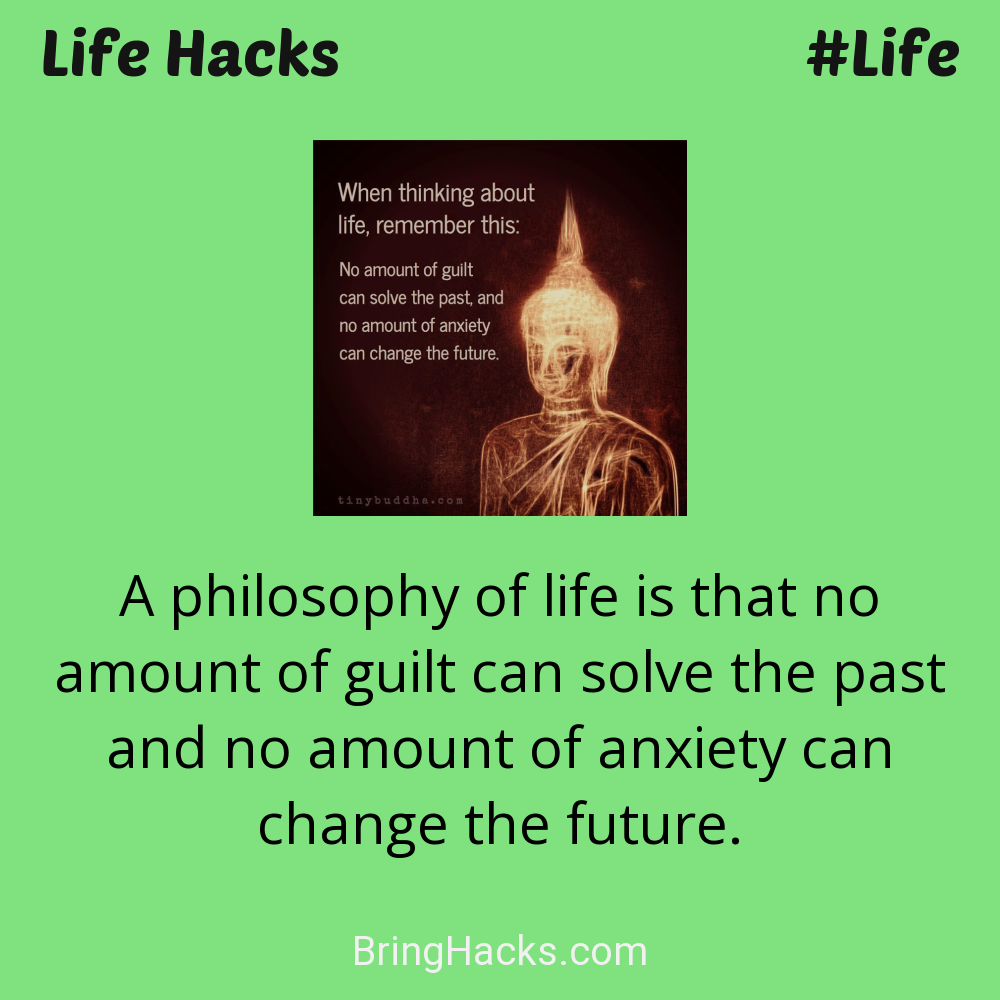 Life Hacks
#Life
When thinking about
life, remember this:
No amount of guilt
can solve the past, and
no amount of anxiety
can change the future.
tinybuddha.com
A philosophy of life is that no
amount of guilt can solve the past
and no amount of anxiety can
change the future.
BringHacks.com